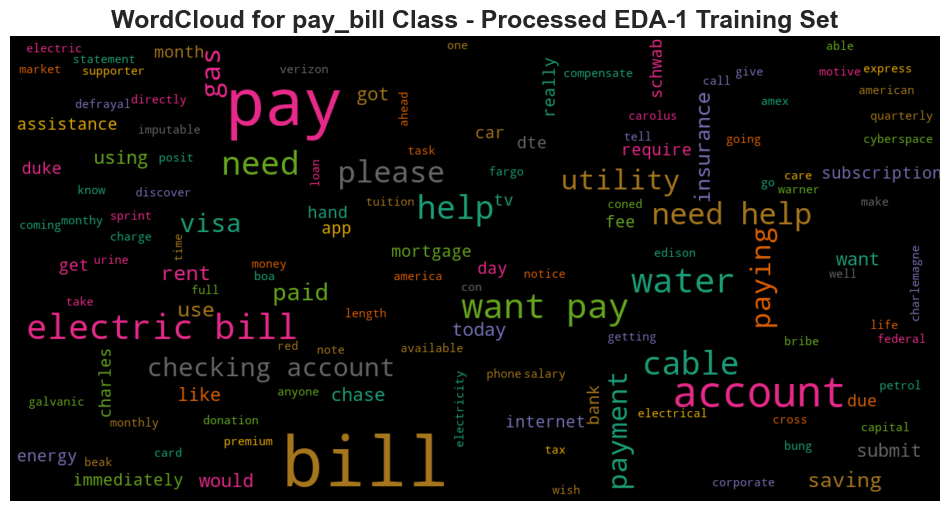 WordCloud for pay_bill Class - Processed EDA-1 Training Set
electric
one
able
statement
month
market
supporter
gas
verizon
really
compensate
schwab
call
give
motive
express
defrayal
directly
pay
got
ahead
amex
american
assistance
imputable
car
dte
carolus
tell
require
insurance
going
quarterly
cyberspace
duke
using
posit
need
loan
please
task
fargo
utility
go
care
warner
subscription
know
discover
tuition
help
tv
coned
fee
need help
make
coming
monthy
sprint
charge
visa
time
hand
app
get
urine
rent
full
money
boa
mortgage
america
day
con
notice
edison
water
paying
want
well
charlemagne
take
use
paid
length
want pay
today
getting
bribe
life
federal
electric bill
red
note
available
checking account
cable
account
due
petrol
galvanic
charles
like
anyone
chase
electricity
phone
salary
internet
bank
payment
electrical
cross
capital
monthly
donation
premium
bill
tax
bung
submit
energy
beak
card
immediately
would
wish
corporate
saving